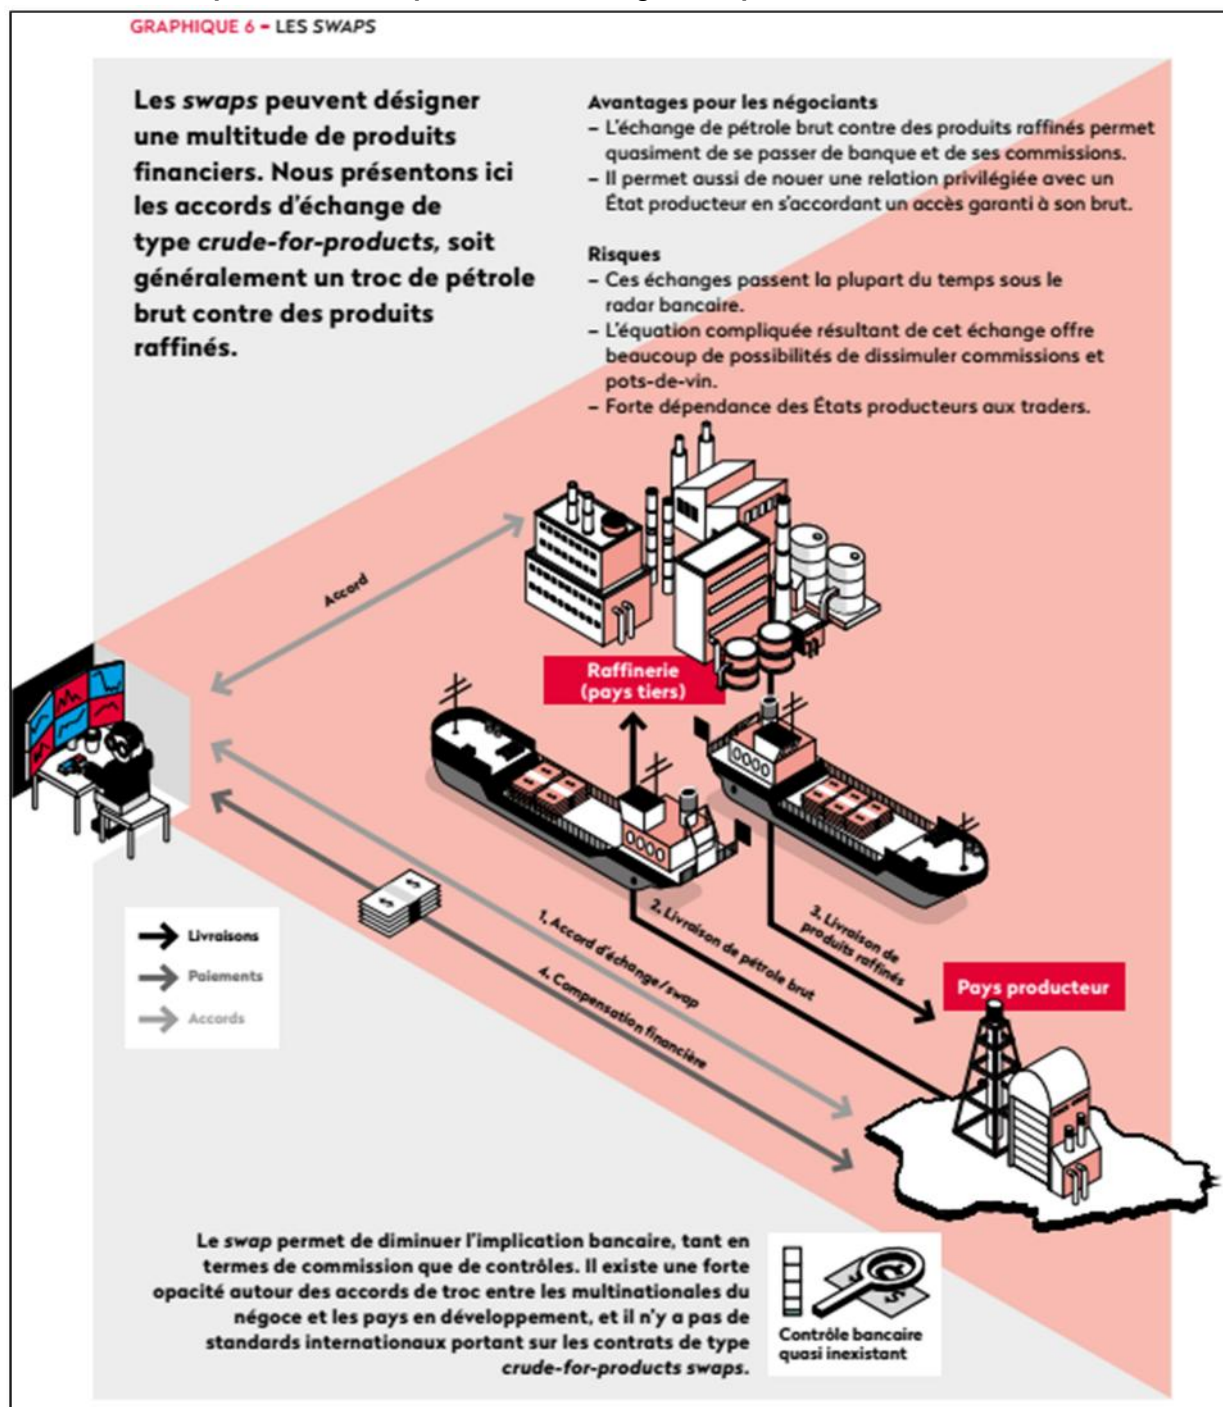 GRAPHIQUE 6 – LES SWAPS
Les swaps peuvent désigner
une multitude de produits
financiers. Nous présentons ici
les accords d’échange de
type crude-for-products, soit
généralement un troc de pétrole
brut contre des produits
raffinés.
Avantages pour les négociants
– L’échange de pétrole brut contre des produits raffinés permet
quasiment de se passer de banque et de ses commissions.
– Il permet aussi de nouer une relation privilégiée avec un
État producteur en s’accordant un accès garanti à son brut.
Risques
– Ces échanges passent la plupart du temps sous le
radar bancaire.
– L’équation compliquée résultant de cet échange offre
beaucoup de possibilités de dissimuler commissions et
pots-de-vin.
– Forte dépendance des États producteurs aux traders.
Accord
Raffinerie
(pays tiers)
1. Accord d’échange/swap
2. Livraison de pétrole brut
3. Livraison de
produits raffinés
4. Compensation financière
Pays producteur
Livraisons
Paiements
Accords
Le swap permet de diminuer l’implication bancaire, tant en
termes de commission que de contrôles. Il existe une forte
opacité autour des accords de troc entre les multinationales du
négoce et les pays en développement, et il n’y a pas de
standards internationaux portant sur les contrats de type
crude-for-products swaps.
Contrôle bancaire
quasi inexistant